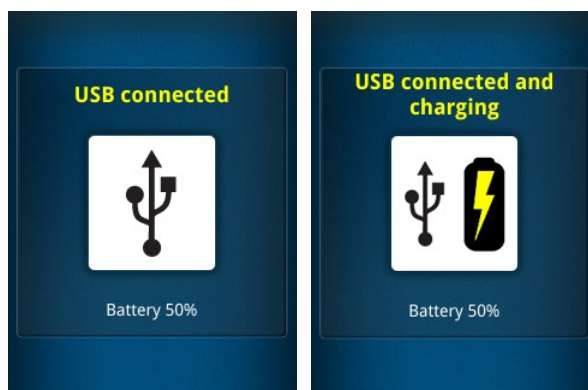 USB connected
Battery 50%
USB connected and
charging
Battery 50%